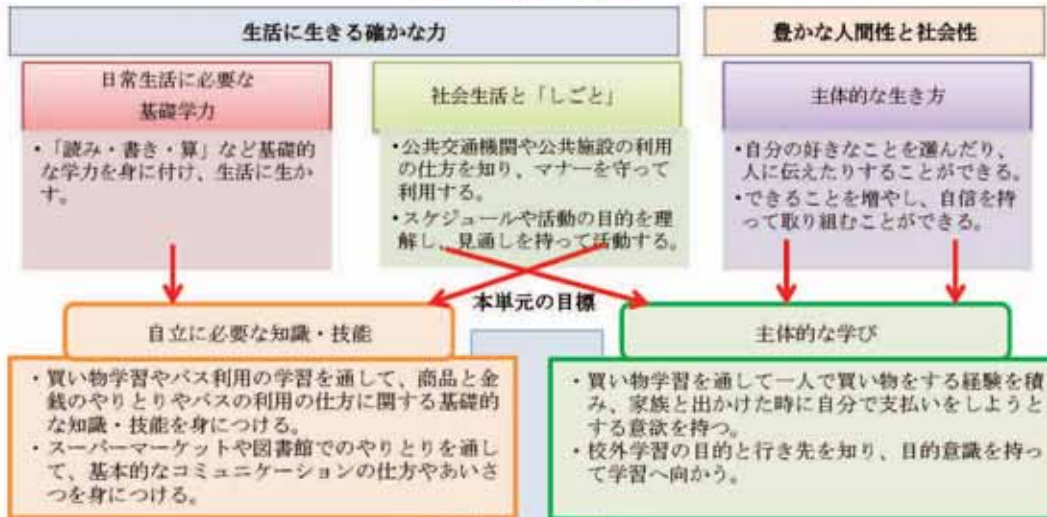 生活に生きる確かな力
豊かな人間性と社会性
日常生活に必要な
基礎学力
・「読み・書き・算」など基礎的
な学力を身に付け、生活に生か
す。
社会生活と「しごと」
・公共交通機関や公共施設の利用
の仕方を知り、マナーを守って
利用する。
・スケジュールや活動の目的を理
解し、見通しを持って活動する。
主体的な生き方
・自分の好きなことを選んだり、
人に伝えたりすることができる。
・できることを増やし、自信を持
って取り組むことができる。
本単元の目標
自立に必要な知識・技能
・買い物学習やバス利用の学習を通して、商品と金
銭のやりとりやバスの利用の仕方に関する基礎的
な知識・技能を身につける。
・スーパーマーケットや図書館でのやりとりを通し
て、基本的なコミュニケーションの仕方やあいさ
つを身につける。
主体的な学び
・買い物学習を通して一人で買い物をする経験を積
み、家族と出かけた時に自分で支払いをしようと
する意欲を持つ。
・校外学習の目的と行き先を知り、目的意識を持っ
て学習へ向かう。